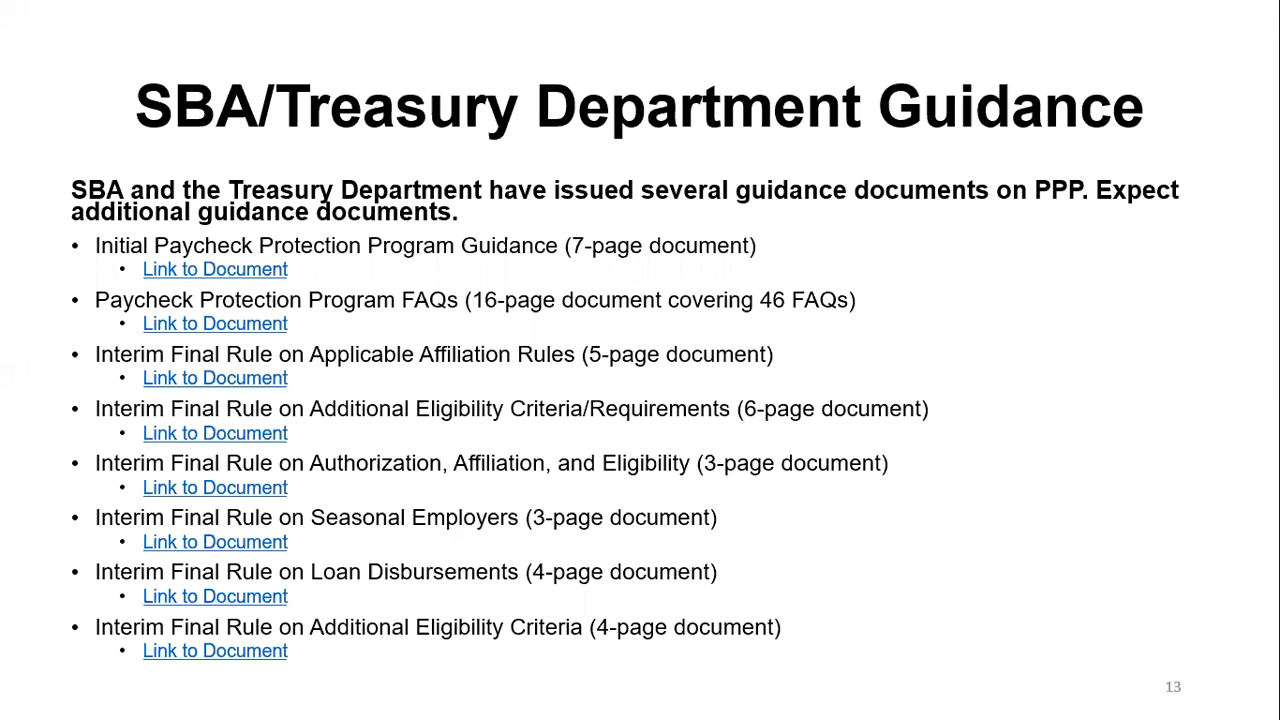 SBA/Treasury Department Guidance
SBA and the Treasury Department have issued several guidance documents on PPP. Expect
additional guidance documents.
• Initial Paycheck Protection Program Guidance (7-page document)
• Link to Document
• Paycheck Protection Program FAQs (16-page document covering 46 FAQs)
• Link to Document
• Interim Final Rule on Applicable Affiliation Rules (5-page document)
• Link to Document
• Interim Final Rule on Additional Eligibility Criteria/Requirements (6-page document)
• Link to Document
• Interim Final Rule on Authorization, Affiliation, and Eligibility (3-page document)
• Link to Document
• Interim Final Rule on Seasonal Employers (3-page document)
• Link to Document
• Interim Final Rule on Loan Disbursements (4-page document)
• Link to Document
• Interim Final Rule on Additional Eligibility Criteria (4-page document)
• Link to Document
13